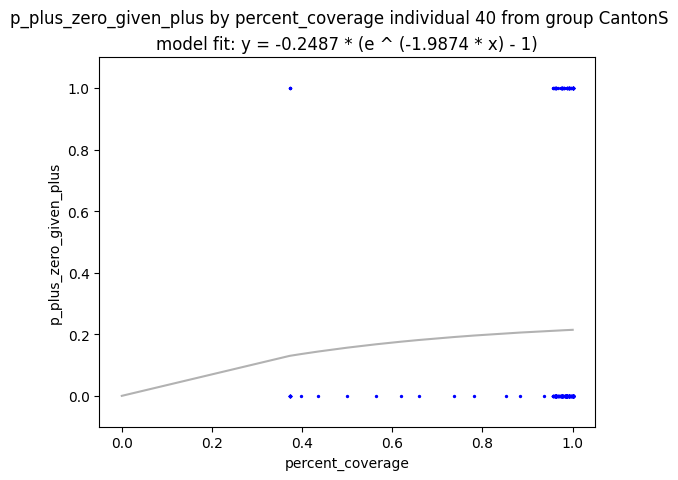 p_plus_zero_given_plus by percent_coverage individual 40 from group CantonS
model fit: y = -0.2487 * (e ^ (-1.9874 * x) - 1)
1.0
0.8
0.6
0.4
0.2
0.0
p_plus_zero_given_plus
0.0 0.2 0.4 0.6 0.8 1.0
percent_coverage